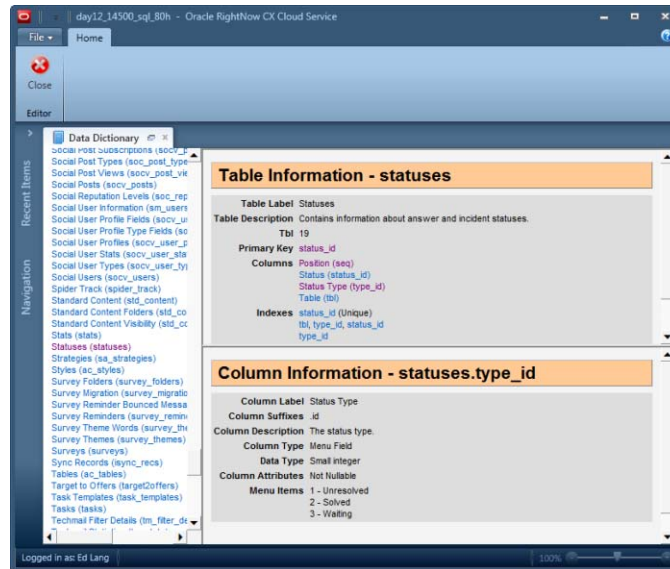 day12_14500_sql_80h - Oracle RightNow CX Cloud Service
File
Home
Close
Editor
Recent Items
Navigation
Data Dictionary
Social Post Subscriptions (socv_p
Social Post Types (soc_post_type
Social Post Views (socv_post_vie
Social Posts (socv_posts)
Social Reputation Levels (soc_rep
Social User Information (sm_users
Social User Profile Fields (socv_u
Social User Profile Type Fields (so
Social User Profiles (socv_user_p
Social User Stats (socv_user_sta
Social User Types (socv_user_typ
Social Users (socv_users)
Spider Track (spider_track)
Standard Content (std_content)
Standard Content Folders (std_co
Standard Content Visibility (std_cc
Stats (stats)
Statuses (statuses)
Strategies (sa_strategies)
Styles (ac_styles)
Survey Folders (survey_folders)
Survey Migration (survey_migratic
Survey Reminder Bounced Messa
Survey Reminders (survey_remin
Survey Theme Words (survey_the
Survey Themes (survey_themes)
Surveys (surveys)
Sync Records (isync_recs)
Tables (ac_tables)
Target to Offers (target2offers)
Task Templates (task_templates)
Tasks (tasks)
Techmail Filter Details (tm_filter_de
Table Information - statuses
Table Label Statuses
Table Description Contains information about answer and incident statuses.
Tbl 19
Primary Key status_id
Columns Position (seq)
Status (status_id)
Status Type (type_id)
Table (tbl)
Indexes status_id (Unique)
tbl, type_id, status_id
type_id
Column Information - statuses.type_id
Column Label Status Type
Column Suffixes .id
Column Description The status type.
Column Type Menu Field
Data Type Small integer
Column Attributes Not Nullable
Menu Items 1 - Unresolved
2 - Solved
3 - Waiting
Logged in as: Ed Lang
100%